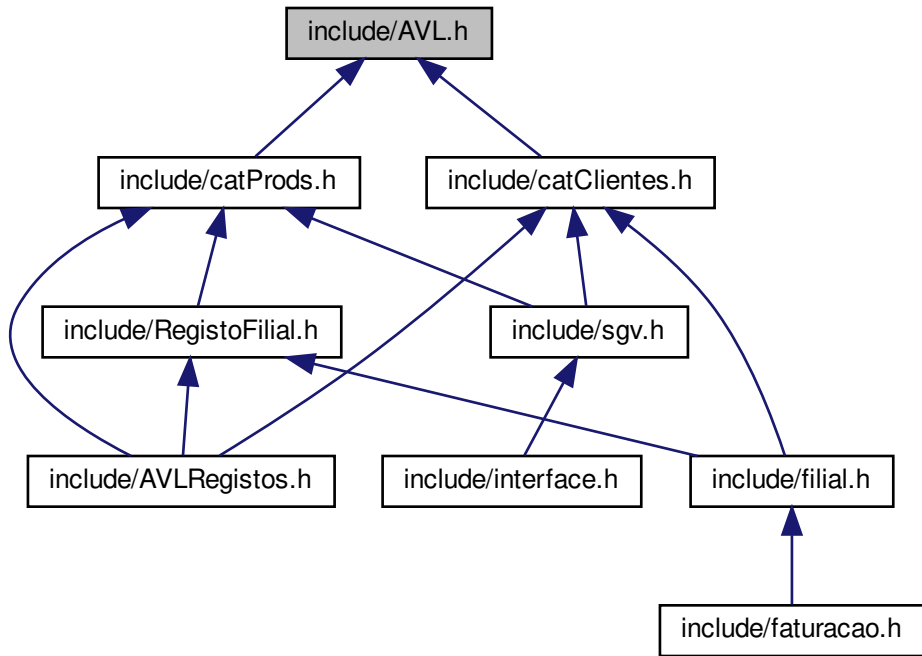 include/AVL.h
include/catProds.h
include/catClientes.h
include/RegistoFilial.h
include/sgv.h
include/AVLRegistos.h
include/interface.h
include/filial.h
include/faturacao.h